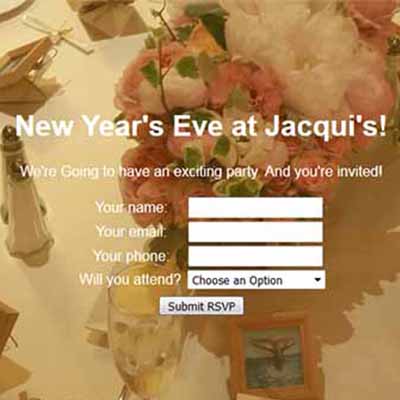 New Year's Eve at Jacqui's!
We're Going to have an exciting party. And you're invited!
Your name:
Your email:
Your phone:
Will you attend? Choose an Option
Submit RSVP